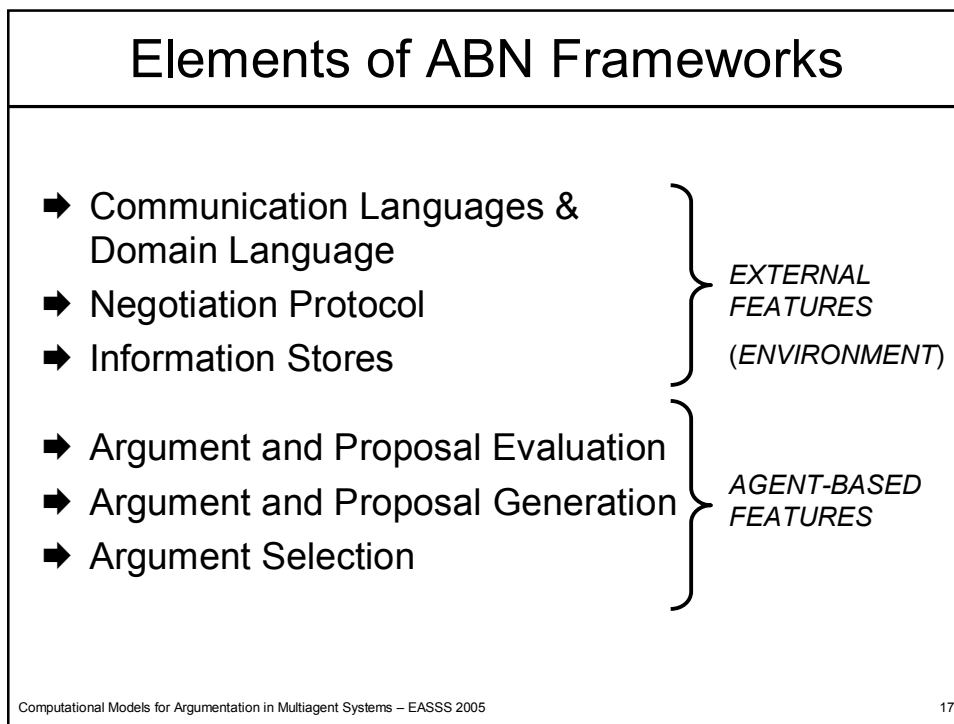 Elements of ABN Frameworks
➡ Communication Languages &
Domain Language
➡ Negotiation Protocol
➡ Information Stores
EXTERNAL
FEATURES
(ENVIRONMENT)
➡ Argument and Proposal Evaluation
➡ Argument and Proposal Generation
➡ Argument Selection
AGENT-BASED
FEATURES
Computational Models for Argumentation in Multiagent Systems – EASSS 2005
17